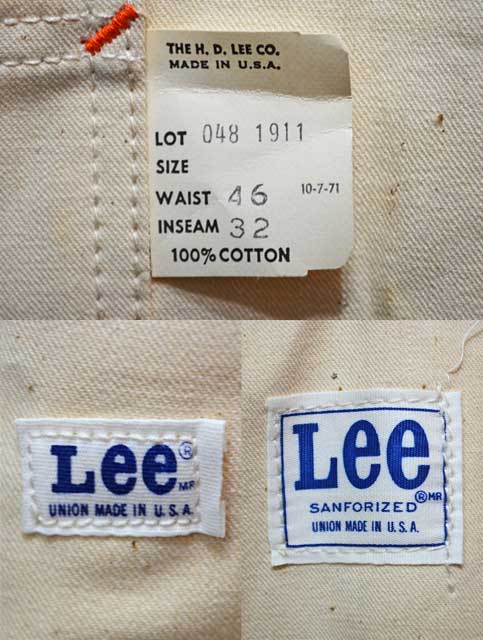 THE H. D. LEE CO.
MADE IN U.S.A.
LOT 048 1911
SIZE
WAIST 46 10-7-71
INSEAM 32
100% COTTON
Lee ® MR
UNION MADE IN U.S.A.
Lee ® MR
SANFORIZED
UNION MADE IN U.S.A.